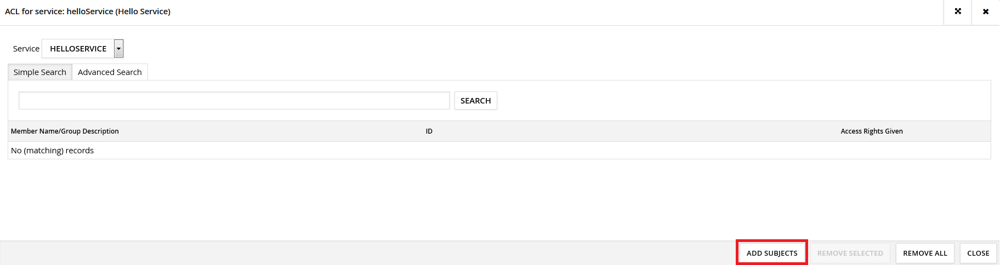 ACL for service: helloService (Hello Service)
Service HELLOSERVICE
Simple Search Advanced Search
SEARCH
Member Name/Group Description ID Access Rights Given
No (matching) records
ADD SUBJECTS REMOVE SELECTED REMOVE ALL CLOSE